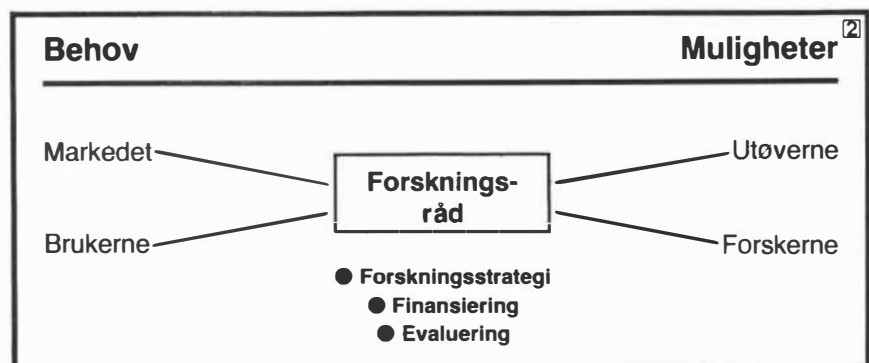 Behov Muligheter 2
Markedet Utøverne
Forsknings-
råd
Brukerne Forskerne
● Forskningsstrategi
● Finansiering
● Evaluering